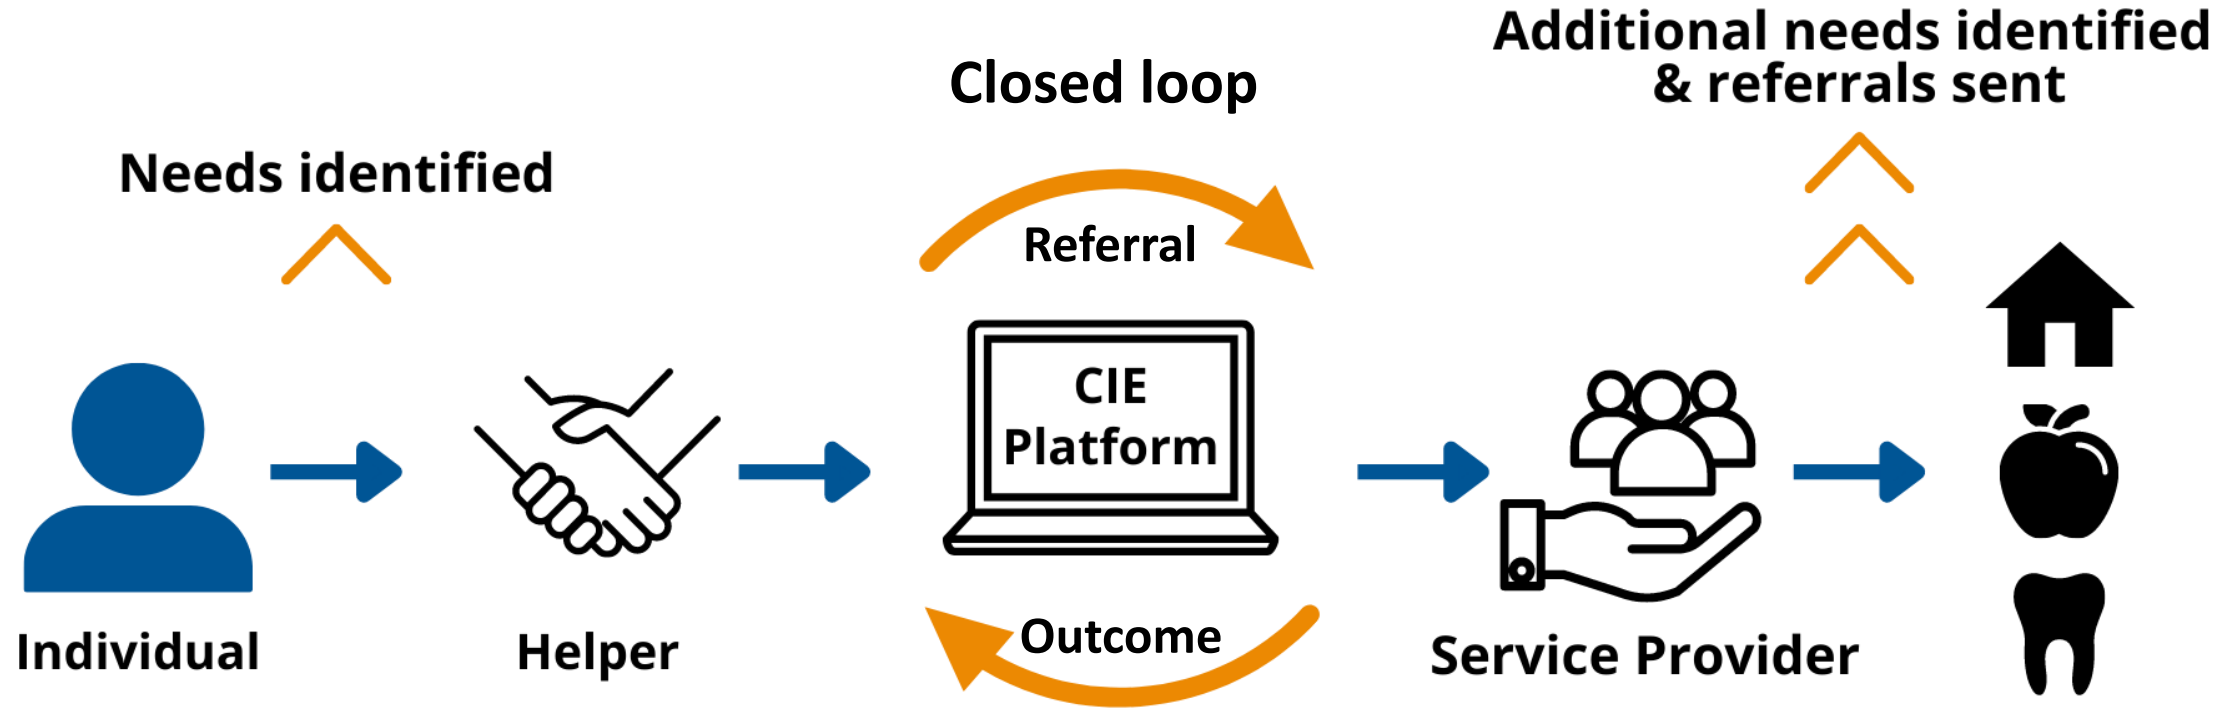 Additional needs identified
& referrals sent
Closed loop
Needs identified
Referral
CIE
Platform
Outcome
Individual
Helper
Service Provider